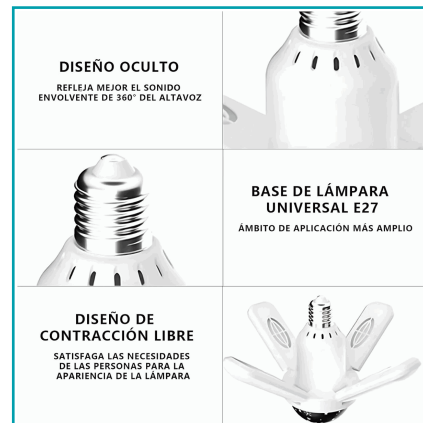 DISEÑO OCULTO
REFLEJA MEJOR EL SONIDO
ENVOLVENTE DE 360° DEL ALTAVOZ
BASE DE LÁMPARA
UNIVERSAL E27
ÁMBITO DE APLICACIÓN MÁS AMPLIO
DISEÑO DE
CONTRACCIÓN LIBRE
SATISFAGA LAS NECESIDADES
DE LAS PERSONAS PARA LA
APARIENCIA DE LA LÁMPARA